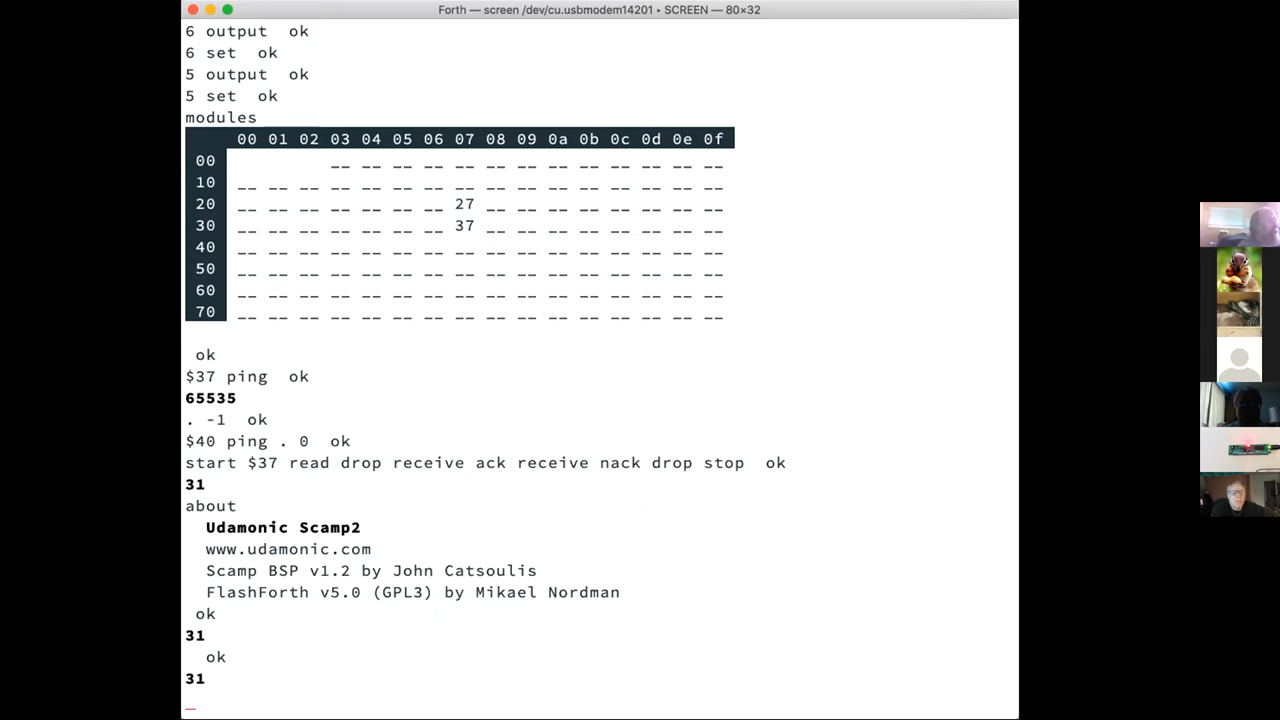 Forth — screen /dev/cu.usbmodem14201 ▸ SCREEN — 80×32
6 output  ok
6 set  ok
5 output  ok
5 set  ok
modules
00 01 02 03 04 05 06 07 08 09 0a 0b 0c 0d 0e 0f
00          -- -- -- -- -- -- -- -- -- -- -- -- --
10 -- -- -- -- -- -- -- -- -- -- -- -- -- -- -- --
20 -- -- -- -- -- -- -- 27 -- -- -- -- -- -- -- --
30 -- -- -- -- -- -- -- 37 -- -- -- -- -- -- -- --
40 -- -- -- -- -- -- -- -- -- -- -- -- -- -- -- --
50 -- -- -- -- -- -- -- -- -- -- -- -- -- -- -- --
60 -- -- -- -- -- -- -- -- -- -- -- -- -- -- -- --
70 -- -- -- -- -- -- -- -- -- -- -- -- -- -- -- --
ok
$37 ping  ok
65535
. -1  ok
$40 ping . 0  ok
start $37 read drop receive ack receive nack drop stop  ok
31
about
Udamonic Scamp2
www.udamonic.com
Scamp BSP v1.2 by John Catsoulis
FlashForth v5.0 (GPL3) by Mikael Nordman
ok
31
ok
31